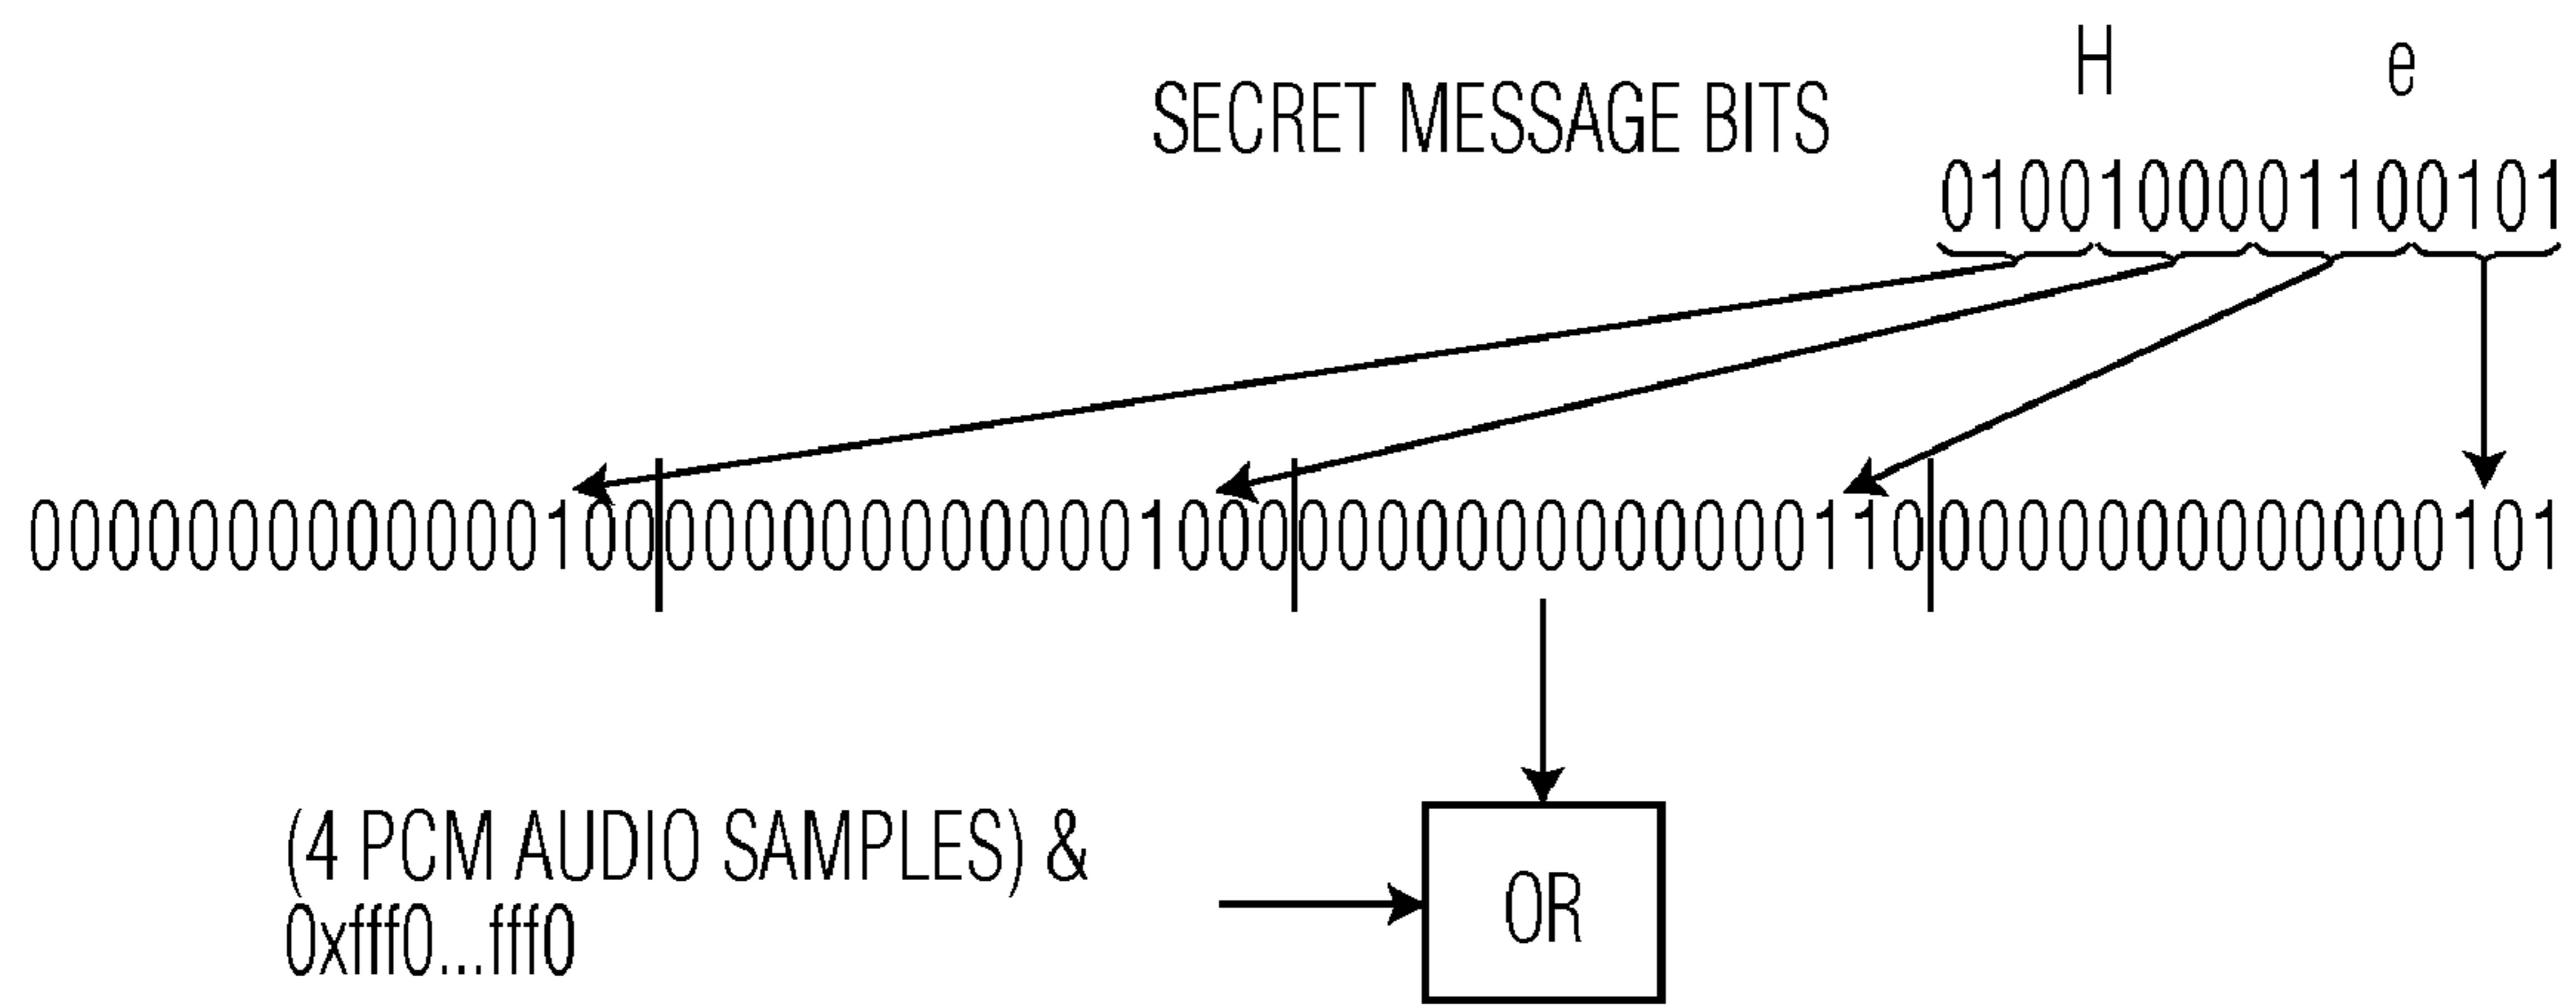 H e
SECRET MESSAGE BITS
0100100001100101
0000000000000100000000000000100000000000000001100000000000000101
(4 PCM AUDIO SAMPLES) &
0xfff0...fff0
OR